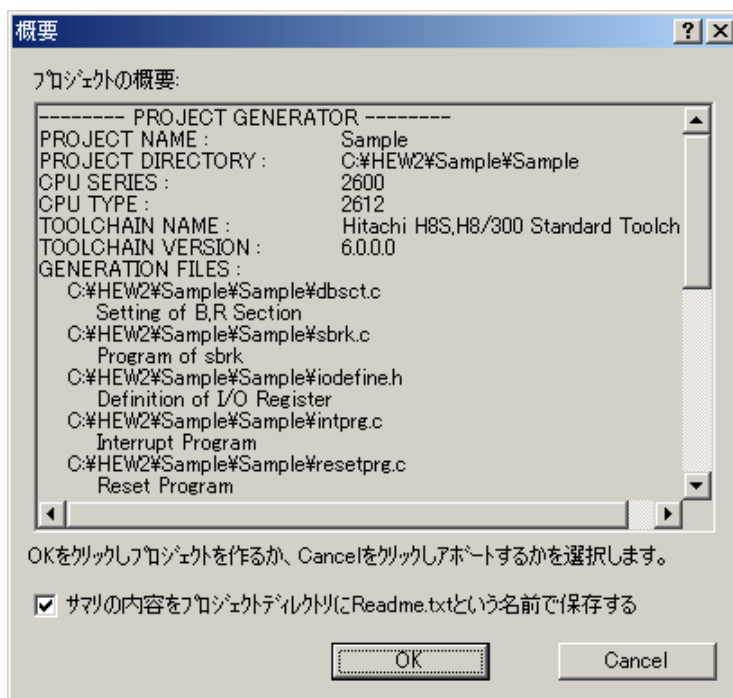 概要
プロジェクトの概要:
-------- PROJECT GENERATOR --------
PROJECT NAME : Sample
PROJECT DIRECTORY : C:¥HEW2¥Sample¥Sample
CPU SERIES : 2600
CPU TYPE : 2612
TOOLCHAIN NAME : Hitachi H8S,H8/300 Standard Toolch
TOOLCHAIN VERSION : 6.0.0.0
GENERATION FILES :
C:¥HEW2¥Sample¥Sample¥dbsct.c
Setting of B,R Section
C:¥HEW2¥Sample¥Sample¥sbrk.c
Program of sbrk
C:¥HEW2¥Sample¥Sample¥iodefine.h
Definition of I/O Register
C:¥HEW2¥Sample¥Sample¥intprg.c
Interrupt Program
C:¥HEW2¥Sample¥Sample¥resetprg.c
Reset Program
OKをクリックしプロジェクトを作るか、Cancelをクリックしアボートするかを選択します。
サマリの内容をプロジェクトディレクトリにReadme.txtという名前で保存する
OK Cancel